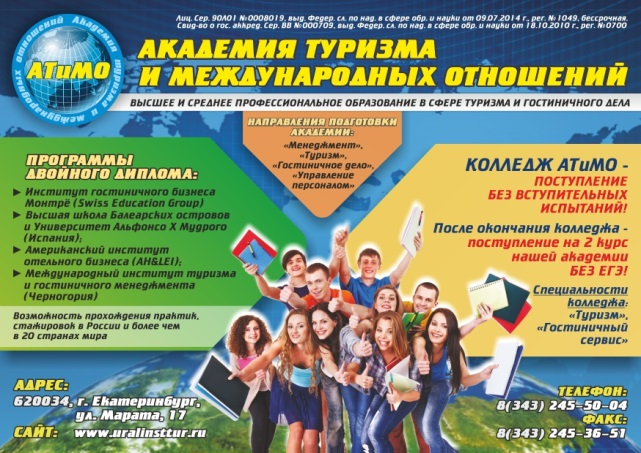 Лиц. Сер. 90Л01 №0008019, выд. Федер. сл. по над. в сфере обр. и науки от 09.07.2014 г., рег. №1049, бессрочная.
Свид-во о гос. аккред. Сер. ВВ №000709, выд. Федер. сл. по над. в сфере обр. и науки от 18.10.2010 г., рег. №0700
Академия туризма и международных отношений
АТиМО
АКАДЕМИЯ ТУРИЗМА
И МЕЖДУНАРОДНЫХ ОТНОШЕНИЙ
ВЫСШЕЕ И СРЕДНЕЕ ПРОФЕССИОНАЛЬНОЕ ОБРАЗОВАНИЕ В СФЕРЕ ТУРИЗМА И ГОСТИНИЧНОГО ДЕЛА
НАПРАВЛЕНИЯ ПОДГОТОВКИ
АКАДЕМИИ:
«Менеджмент»,
«Туризм»,
«Гостиничное дело»,
«Управление
персоналом»
ПРОГРАММЫ
ДВОЙНОГО ДИПЛОМА:
► Институт гостиничного бизнеса
Монтрё (Swiss Education Group)
► Высшая школа Балеарских островов
и Университет Альфонсо X Мудрого
(Испания);
► Американский институт
отельного бизнеса (AH&LEI);
► Международный институт туризма
и гостиничного менеджмента
(Черногория)
Возможность прохождения практик,
стажировок в России и более чем
в 20 странах мира
КОЛЛЕДЖ АТиМО -
ПОСТУПЛЕНИЕ
БЕЗ ВСТУПИТЕЛЬНЫХ
ИСПЫТАНИЙ!
После окончания колледжа -
поступление на 2 курс
нашей академии
БЕЗ ЕГЭ!
Специальности
колледжа:
«Туризм»,
«Гостиничный
сервис»
АДРЕС:
620034, г. Екатеринбург,
ул. Марата, 17
САЙТ: www.uralinsttur.ru
ТЕЛЕФОН:
8(343) 245-50-04
ФАКС:
8(343) 245-36-51